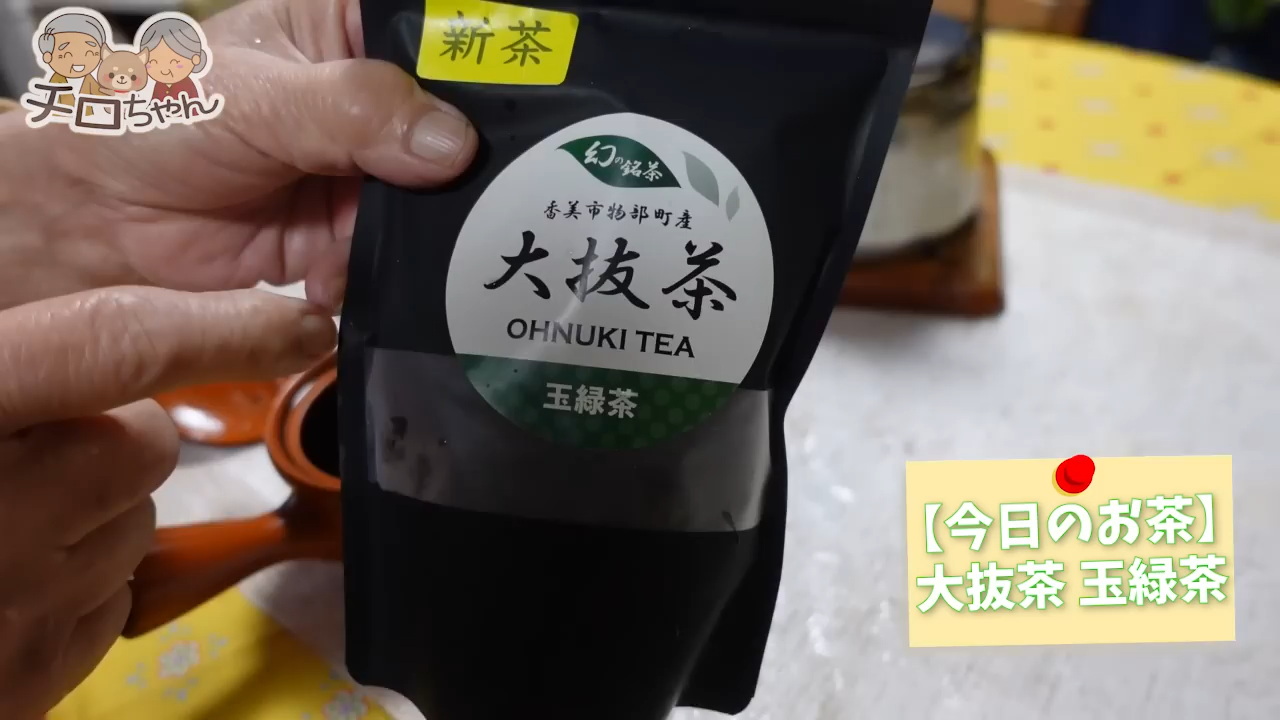 チロちゃん
新茶
幻の銘茶
香美市物部町産
大抜茶
OHNUKI TEA
玉緑茶
【今日のお茶】
大抜茶 玉緑茶